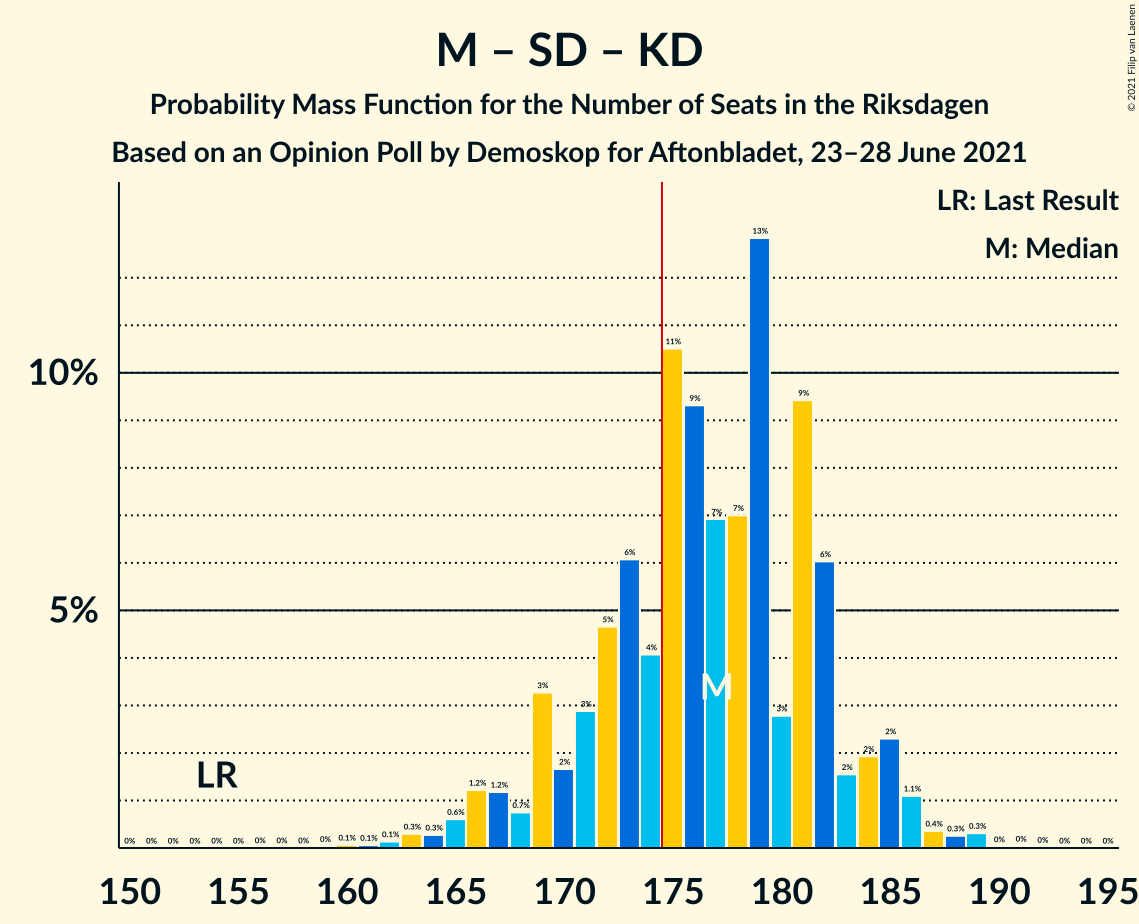 M – SD – KD
Probability Mass Function for the Number of Seats in the Riksdagen
Based on an Opinion Poll by Demoskop for Aftonbladet, 23–28 June 2021
© 2021 Filip van Laenen
LR: Last Result
M: Median
10%
5%
LR
M
0% 0% 0% 0% 0% 0% 0% 0% 0% 0% 0.1% 0.1% 0.1% 0.3% 0.3% 0.6% 1.2% 1.2% 0.7% 3% 2% 3% 5% 6% 4% 11% 9% 7% 7% 13% 3% 9% 6% 2% 2% 2% 1.1% 0.4% 0.3% 0.3% 0% 0% 0% 0% 0% 0%
150 155 160 165 170 175 180 185 190 195